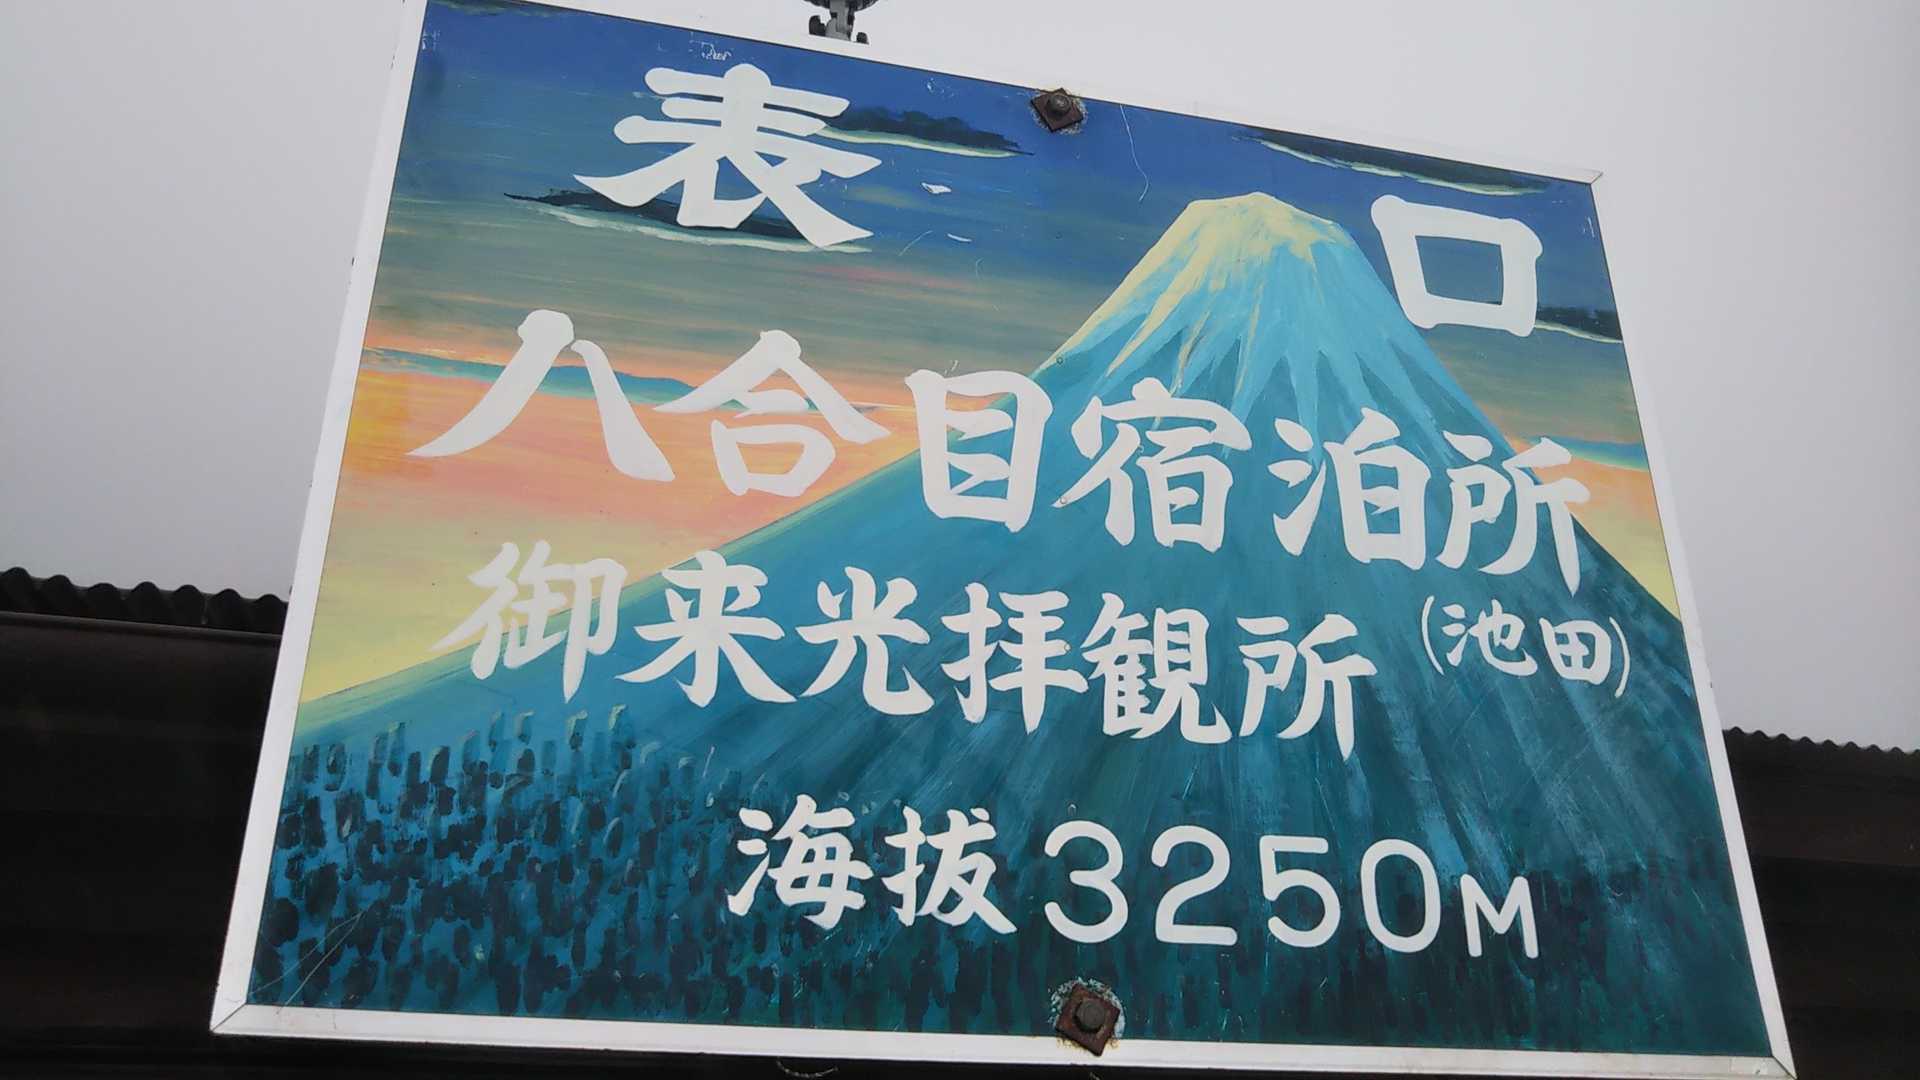 表口
八合目宿泊所
御来光拝観所(池田)
海抜3250M